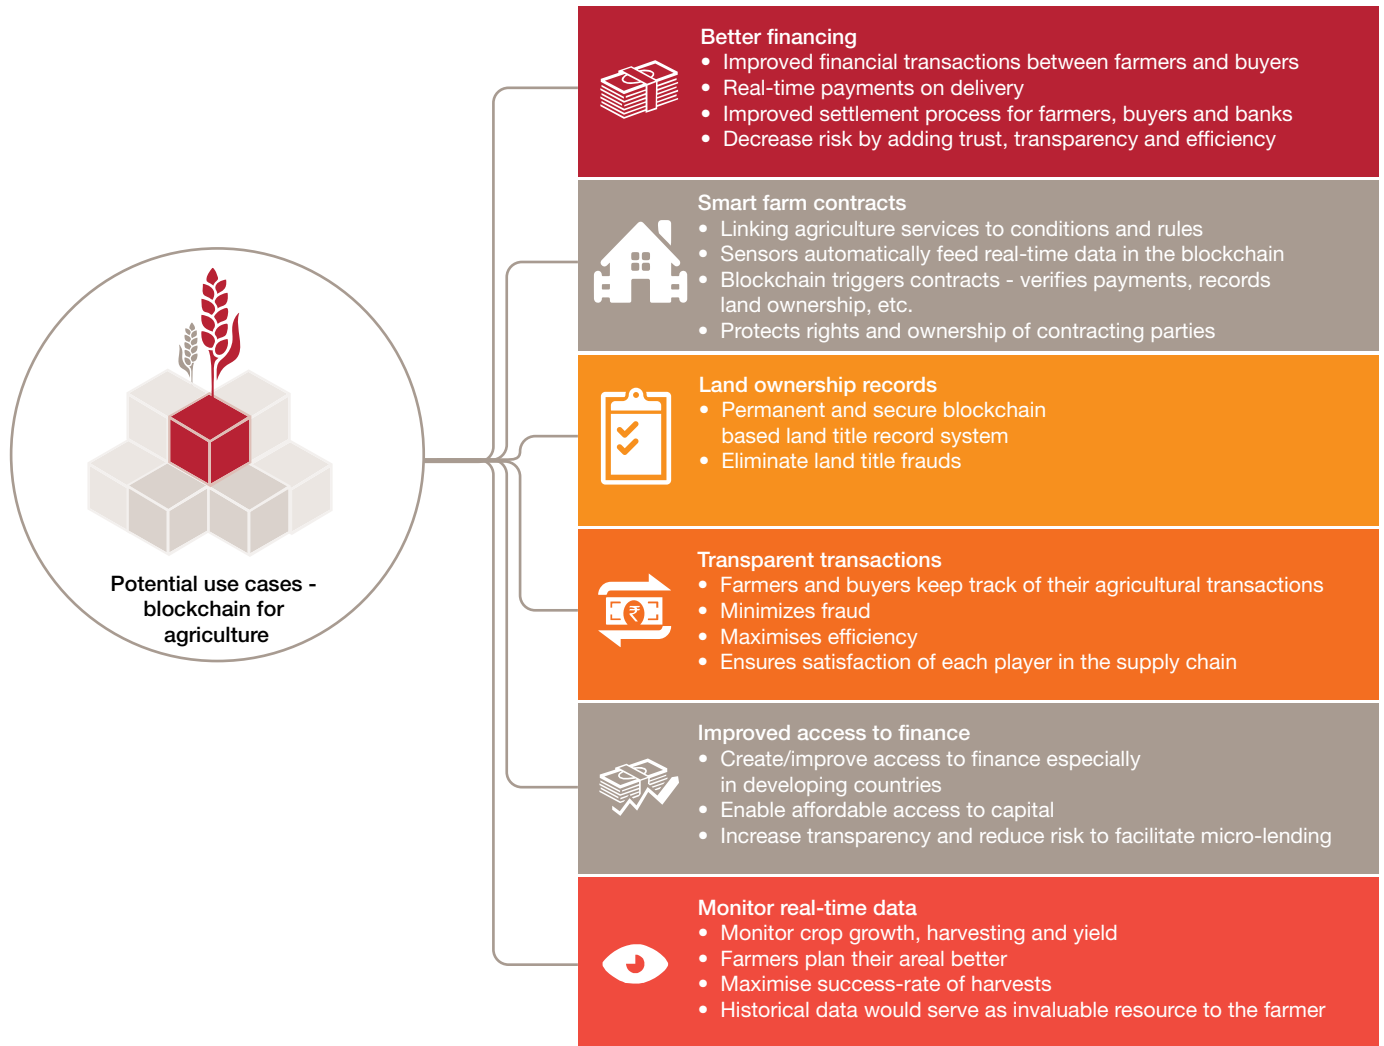 Better financing
• Improved financial transactions between farmers and buyers
• Real-time payments on delivery
• Improved settlement process for farmers, buyers and banks
• Decrease risk by adding trust, transparency and efficiency
Smart farm contracts
• Linking agriculture services to conditions and rules
• Sensors automatically feed real-time data in the blockchain
• Blockchain triggers contracts - verifies payments, records
land ownership, etc.
• Protects rights and ownership of contracting parties
Land ownership records
• Permanent and secure blockchain
based land title record system
• Eliminate land title frauds
Potential use cases -
blockchain for
agriculture
Transparent transactions
• Farmers and buyers keep track of their agricultural transactions
• Minimizes fraud
• Maximises efficiency
• Ensures satisfaction of each player in the supply chain
₹
Improved access to finance
• Create/improve access to finance especially
in developing countries
• Enable affordable access to capital
• Increase transparency and reduce risk to facilitate micro-lending
Monitor real-time data
• Monitor crop growth, harvesting and yield
• Farmers plan their areal better
• Maximise success-rate of harvests
• Historical data would serve as invaluable resource to the farmer